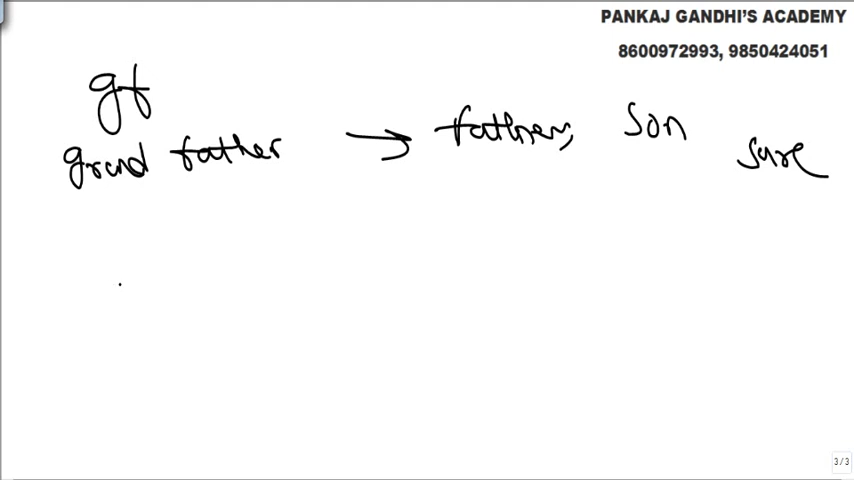 PANKAJ GANDHI'S ACADEMY
8600972993, 9850424051
gf
grand father → father, son
sure
3/3